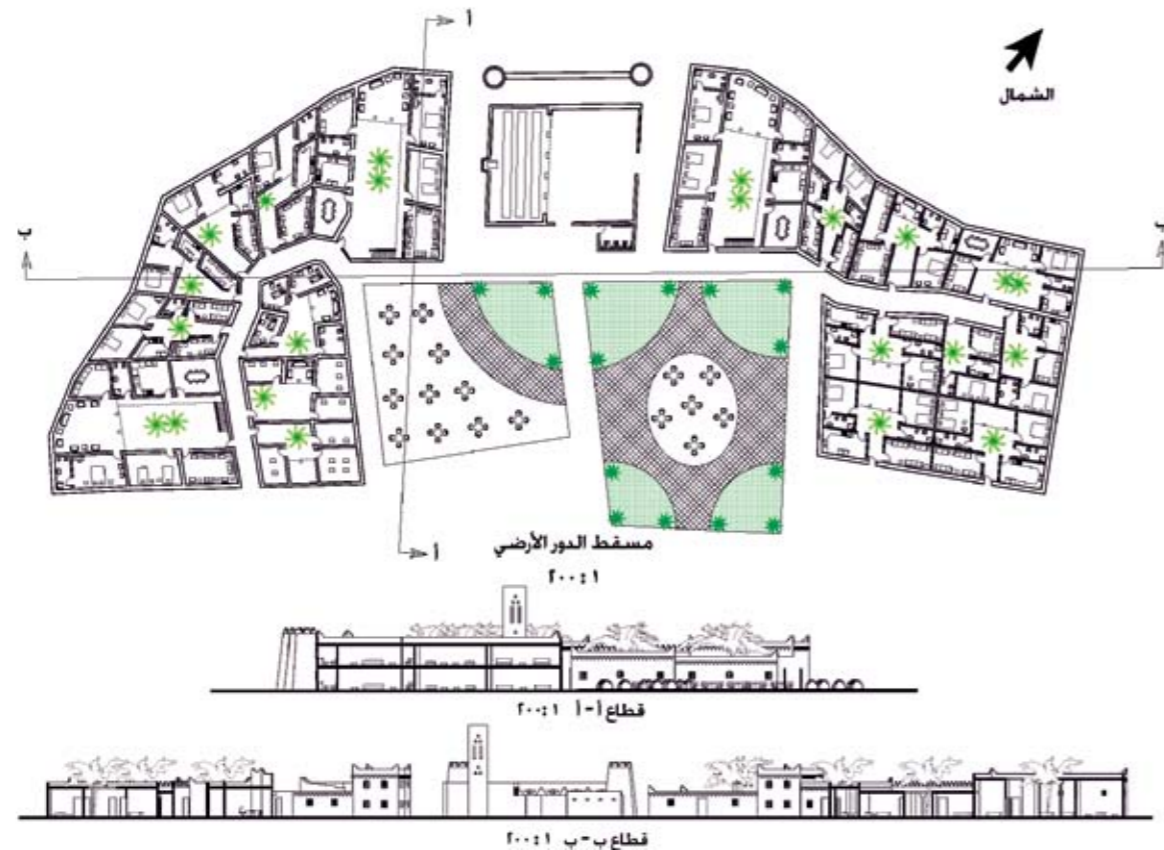 أ
الشمال
ب
ب
أ
مسقط الدور الأرضي
١ : ٢٠٠
قطاع أ - أ ١ : ٢٠٠
قطاع ب - ب ١ : ٢٠٠